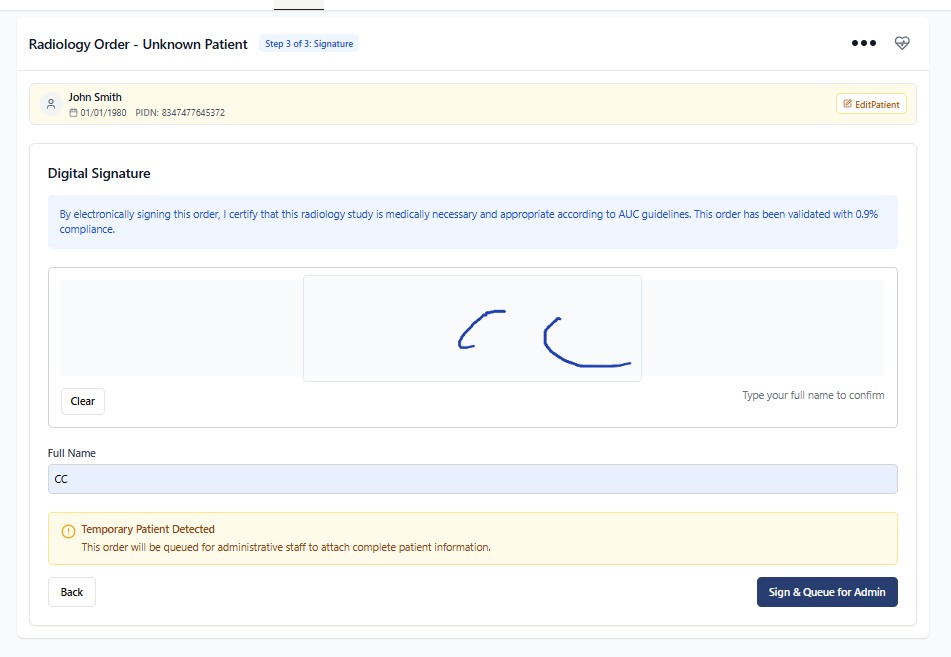 Radiology Order - Unknown Patient
Step 3 of 3: Signature
John Smith
01/01/1980 PIDN: 8347477645372
EditPatient
Digital Signature
By electronically signing this order, I certify that this radiology study is medically necessary and appropriate according to AUC guidelines. This order has been validated with 0.9%
compliance.
C C
Clear
Type your full name to confirm
Full Name
CC
Temporary Patient Detected
This order will be queued for administrative staff to attach complete patient information.
Back
Sign & Queue for Admin